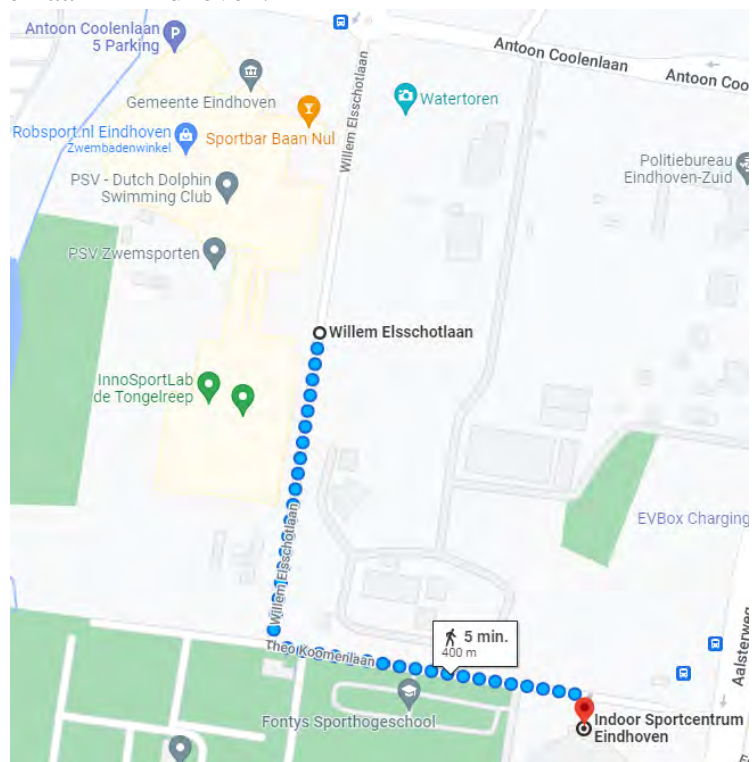 Antoon Coolenlaan
5 Parking
Antoon Coolenlaan
Antoon Coo
Gemeente Eindhoven
Willem Elsschotlaan
Watertoren
Robsport.nl Eindhoven
Zwembadenwinkel
Sportbar Baan Nul
Politiebureau
Eindhoven-Zuid
PSV - Dutch Dolphin
Swimming Club
PSV Zwemsporten
Willem Elsschotlaan
InnoSportLab
de Tongelreep
EVBox Charging
Willem Elsschotlaan
5 min.
400 m
Theo Koomenlaan
Aalsterweg
Fontys Sporthogeschool
Indoor Sportcentrum
Eindhoven